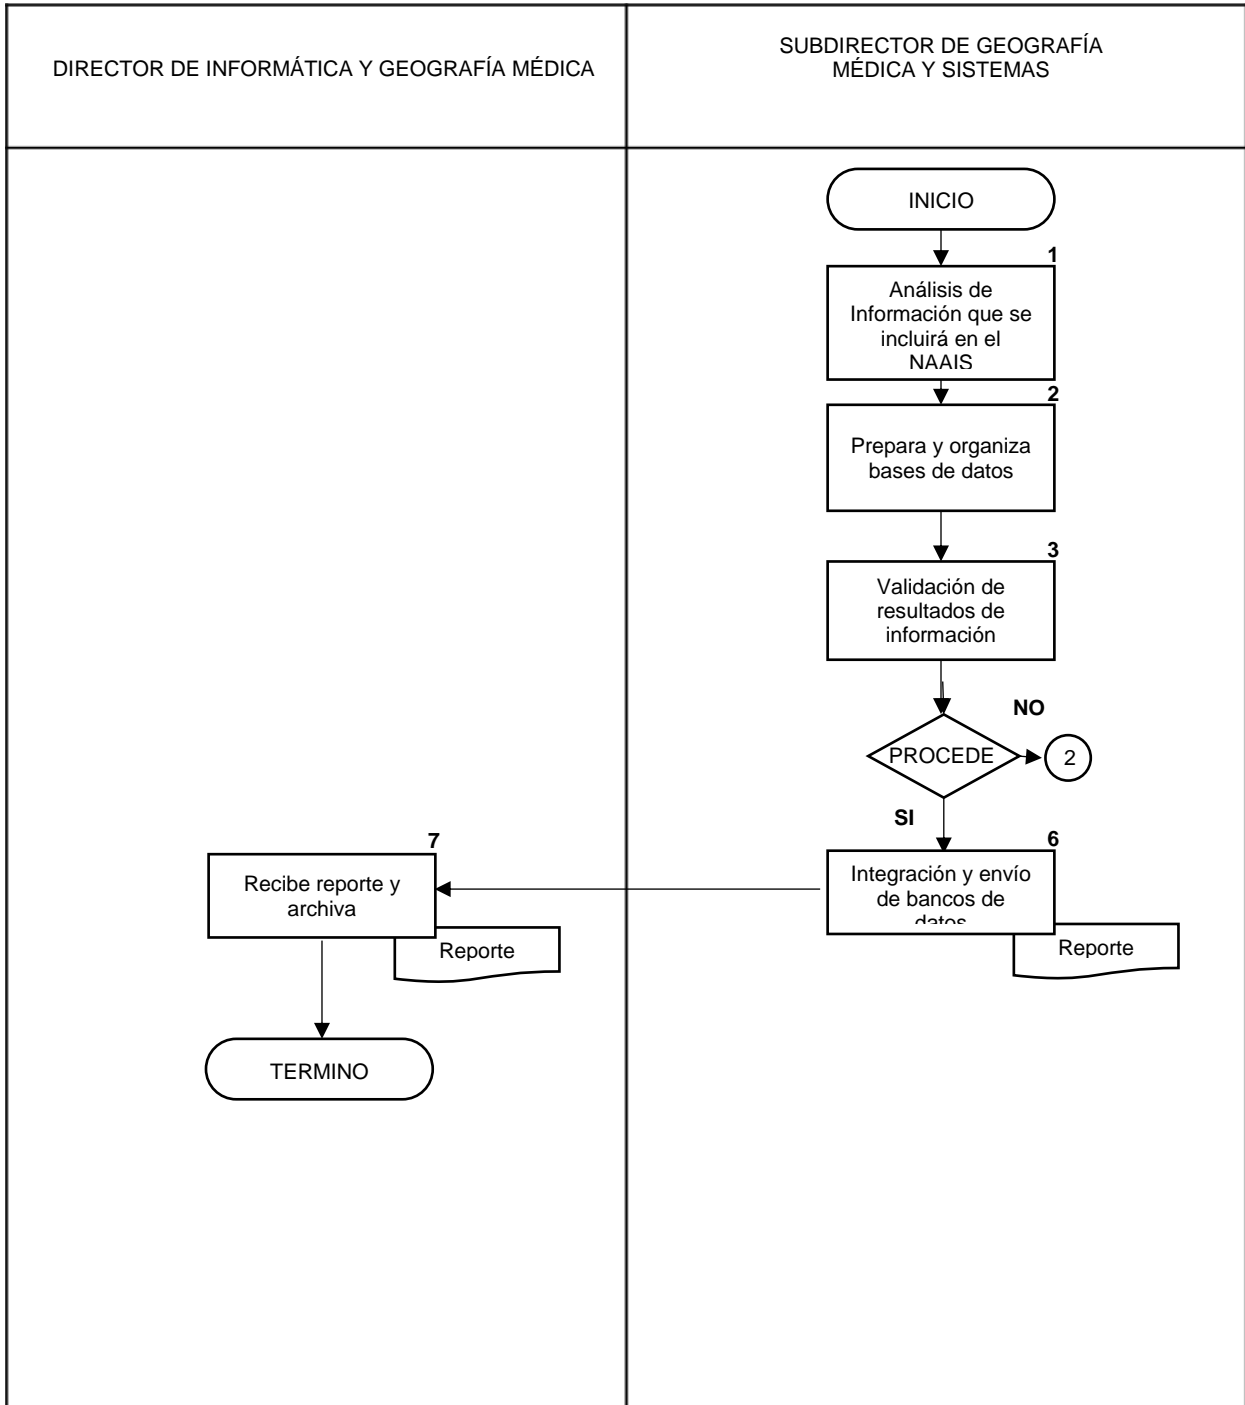 DIRECTOR DE INFORMÁTICA Y GEOGRAFÍA MÉDICA
SUBDIRECTOR DE GEOGRAFÍA
MÉDICA Y SISTEMAS
INICIO
1
Análisis de
Información que se
incluirá en el
NAAIS
2
Prepara y organiza
bases de datos
3
Validación de
resultados de
información
PROCEDE
NO
2
SI
6
Integración y envío
de bancos de
datos
Reporte
7
Recibe reporte y
archiva
Reporte
TERMINO